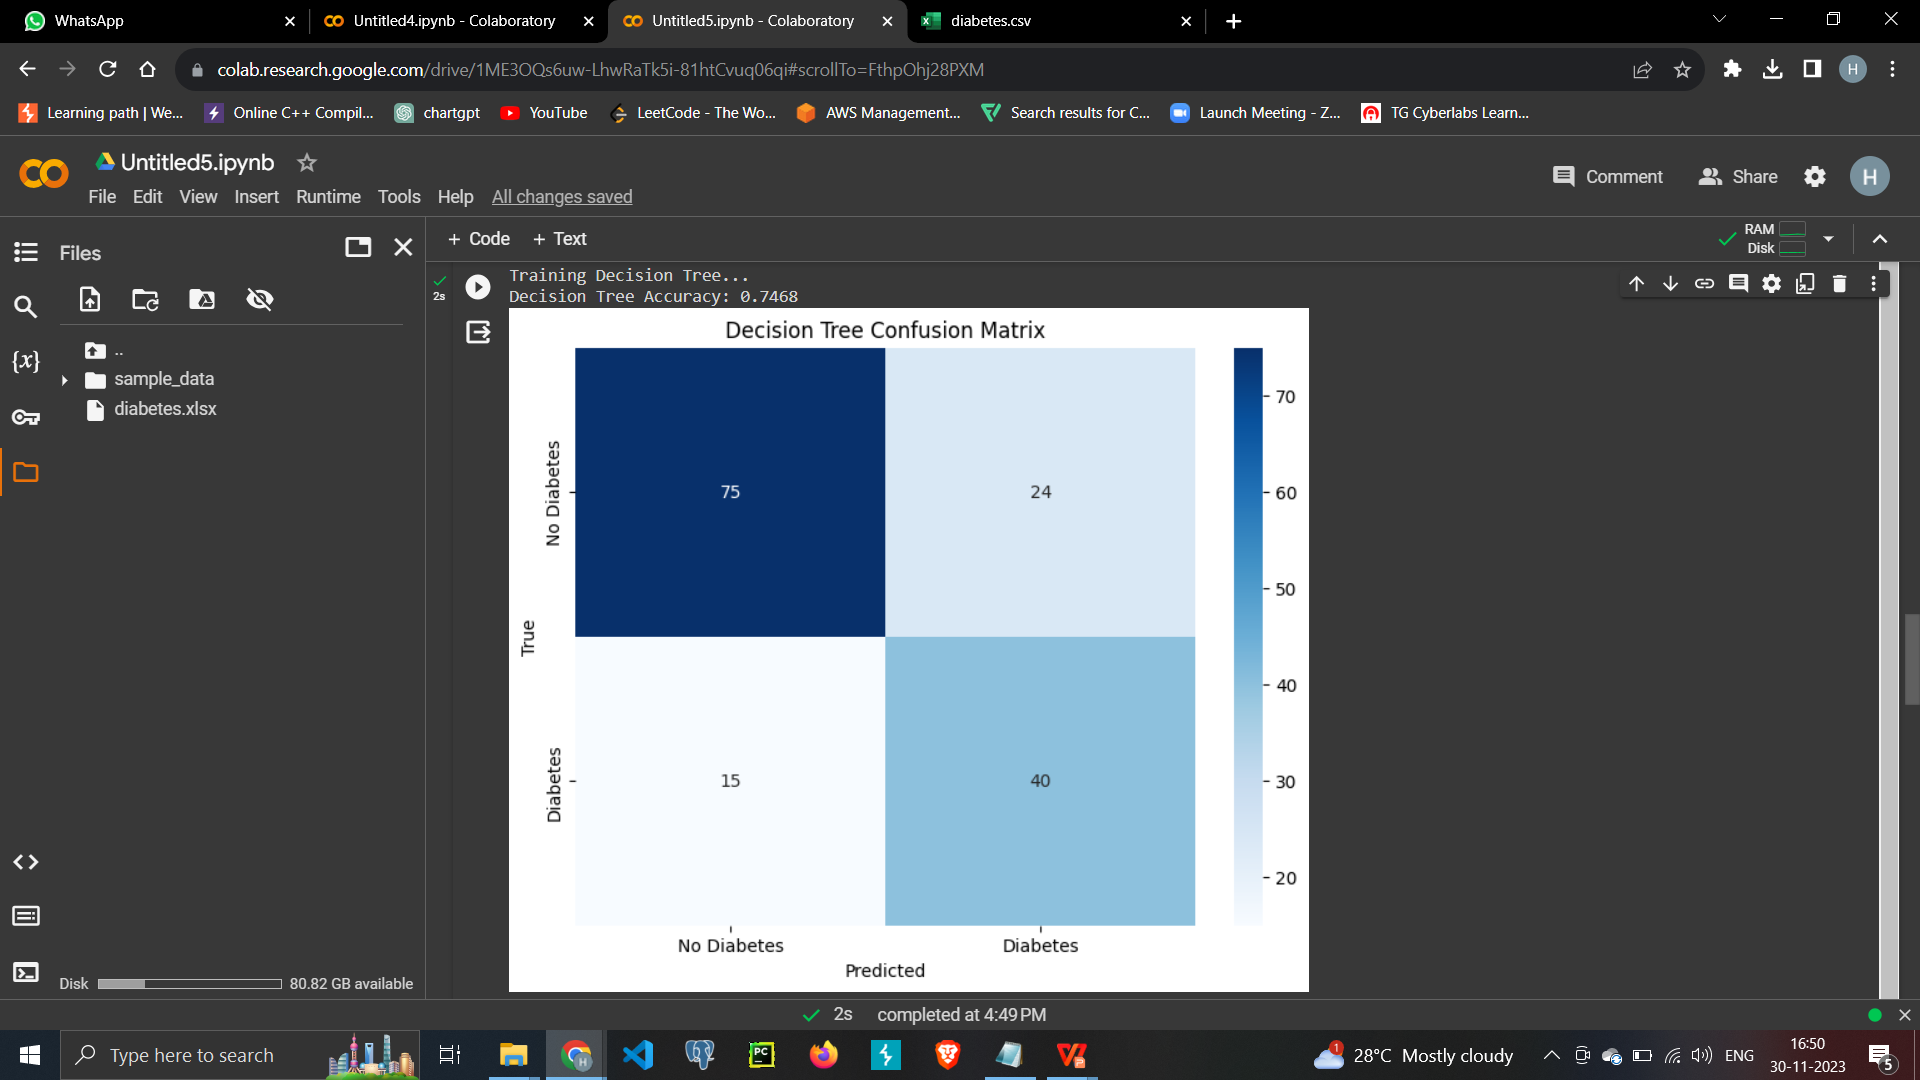 WhatsApp
Untitled4.ipynb - Colaboratory
Untitled5.ipynb - Colaboratory
diabetes.csv
colab.research.google.com/drive/1ME3OQs6uw-LhwRaTk5i-81htCvuq06qi#scrollTo=FthpOhj28PXM
H
Learning path | We...
Online C++ Compil...
chartgpt
YouTube
LeetCode - The Wo...
AWS Management...
Search results for C...
Launch Meeting - Z...
TG Cyberlabs Learn...
Untitled5.ipynb
Comment
Share
H
File Edit View Insert Runtime Tools Help All changes saved
Files
+ Code + Text
RAM
Disk
..
sample_data
diabetes.xlsx
{x}
2s
Training Decision Tree...
Decision Tree Accuracy: 0.7468
Decision Tree Confusion Matrix
No Diabetes
Diabetes
True
75
24
15
40
No Diabetes
Diabetes
Predicted
70
60
50
40
30
20
Disk
80.82 GB available
2s completed at 4:49 PM
Type here to search
H
PC
1
28°C Mostly cloudy
ENG
16:50
30-11-2023
5